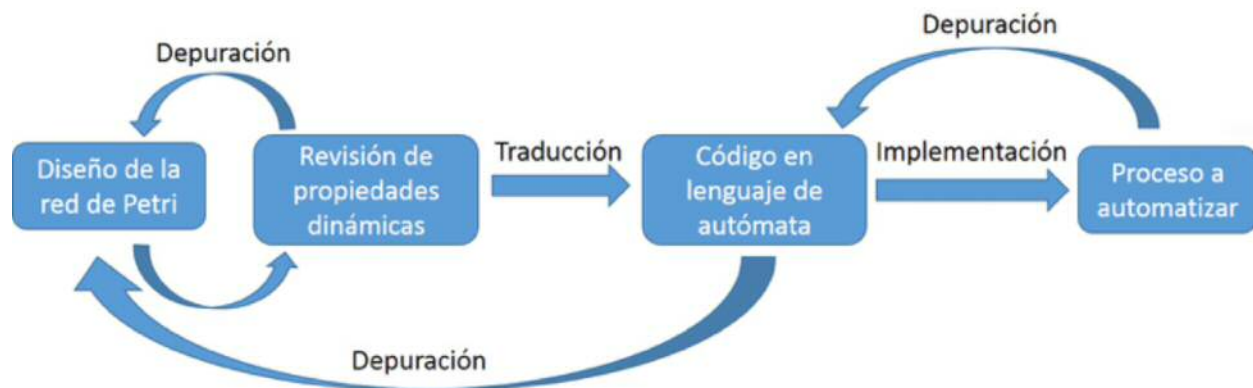 Depuración
Depuración
Diseño de la
red de Petri
Revisión de
propiedades
dinámicas
Traducción
Código en
lenguaje de
autómata
Implementación
Proceso a
automatizar
Depuración